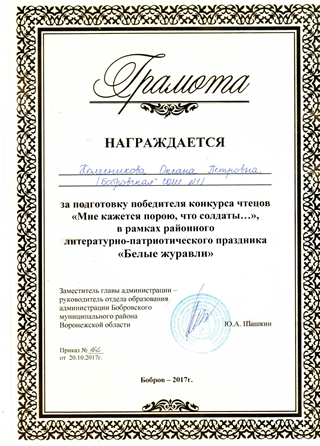 Грамота
НАГРАЖДАЕТСЯ
Оксана Петровна,
"Бобровская" сош №1
за подготовку победителя конкурса чтецов
«Мне кажется порою, что солдаты…»,
в рамках районного
литературно-патриотического праздника
«Белые журавли»
Заместитель главы администрации –
руководитель отдела образования
администрации Бобровского
муниципального района
Воронежской области
Ю.А. Шашкин
Приказ №
от 20.10.2017г.
Бобров – 2017г.